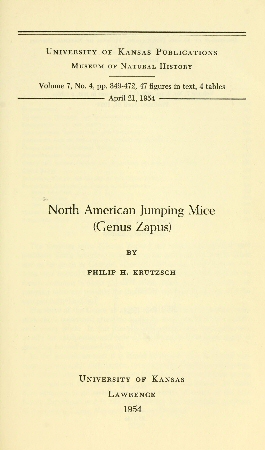 University of Kansas Publications
Museum of Natural History
Volume 7, No. 4, pp. 349-472, 47 figures in text, 4 tables
April 21, 1954
North American Jumping Mice
(Genus Zapus)
BY
PHILIP H. KRUTZSCH
University of Kansas
Lawrence
1954